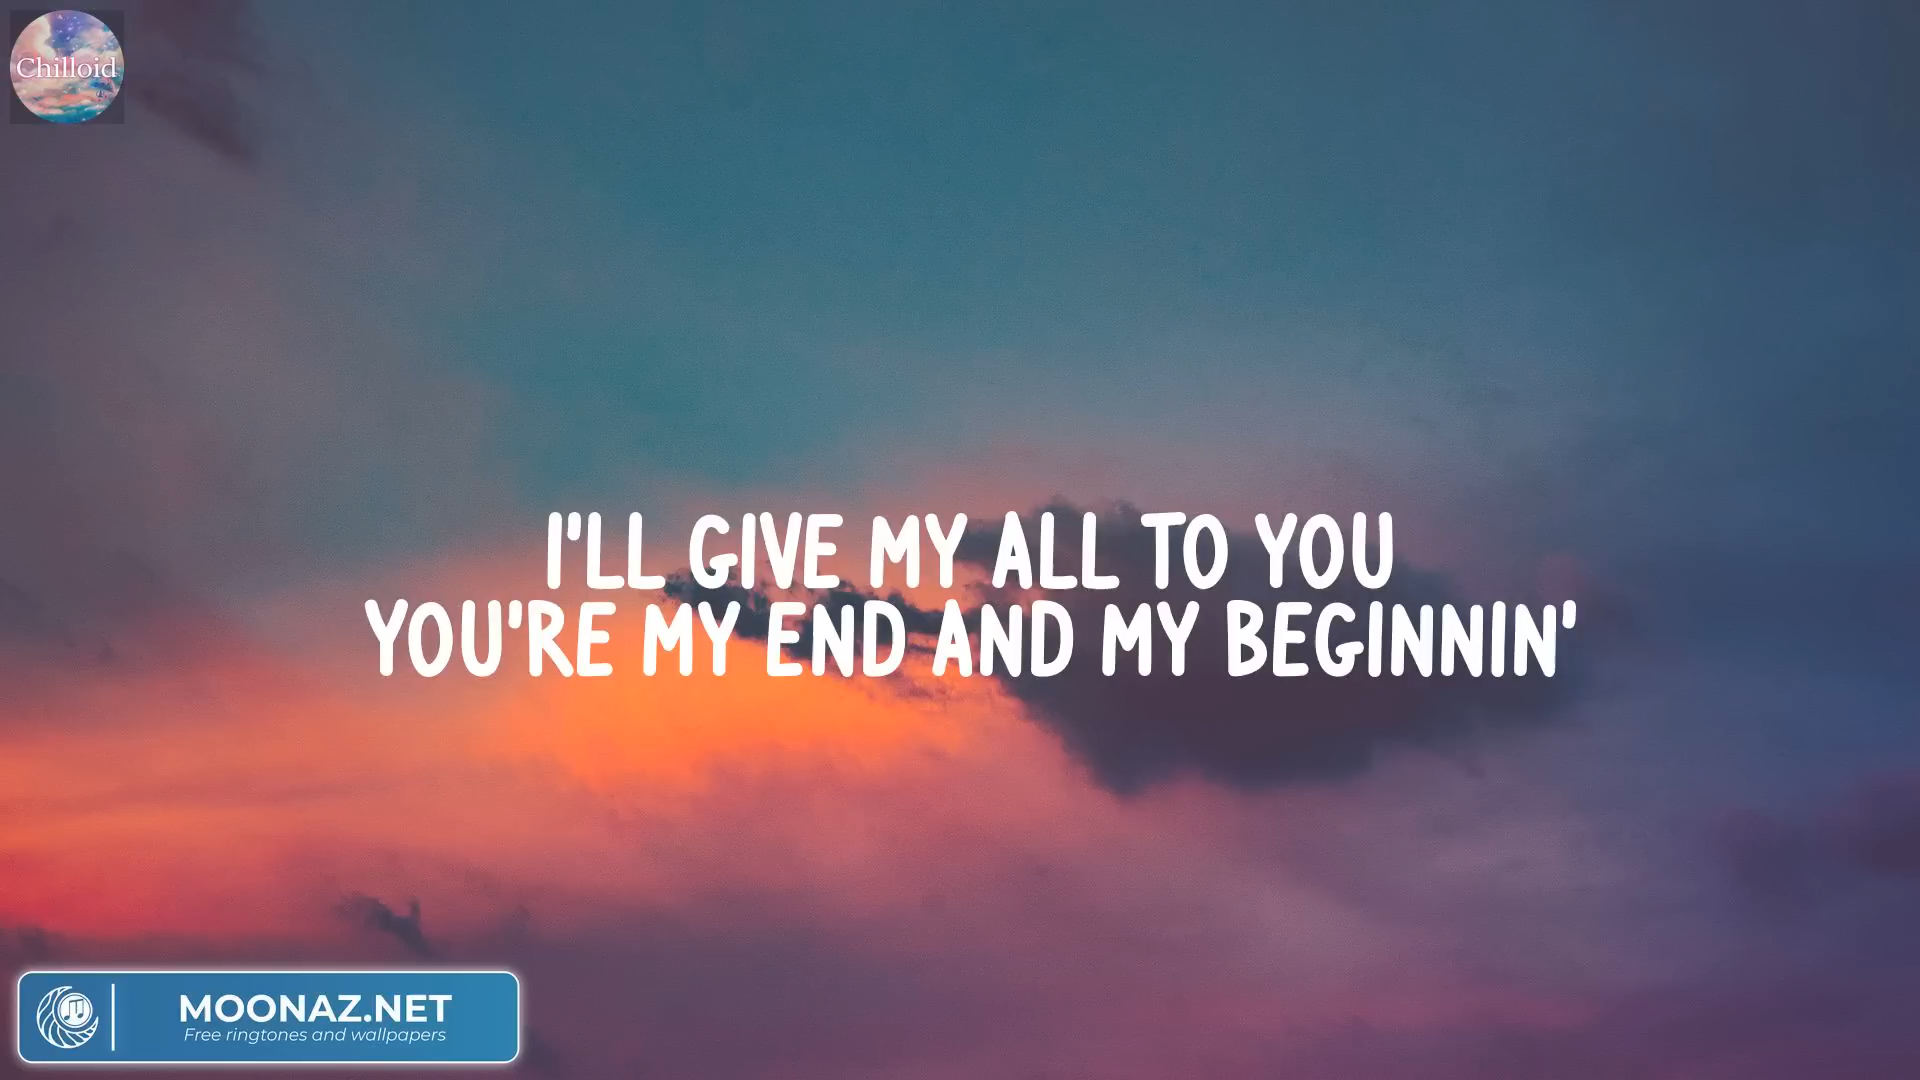 Chilloid
I'LL GIVE MY ALL TO YOU
YOU'RE MY END AND MY BEGINNIN'
MOONAZ.NET
Free ringtones and wallpapers